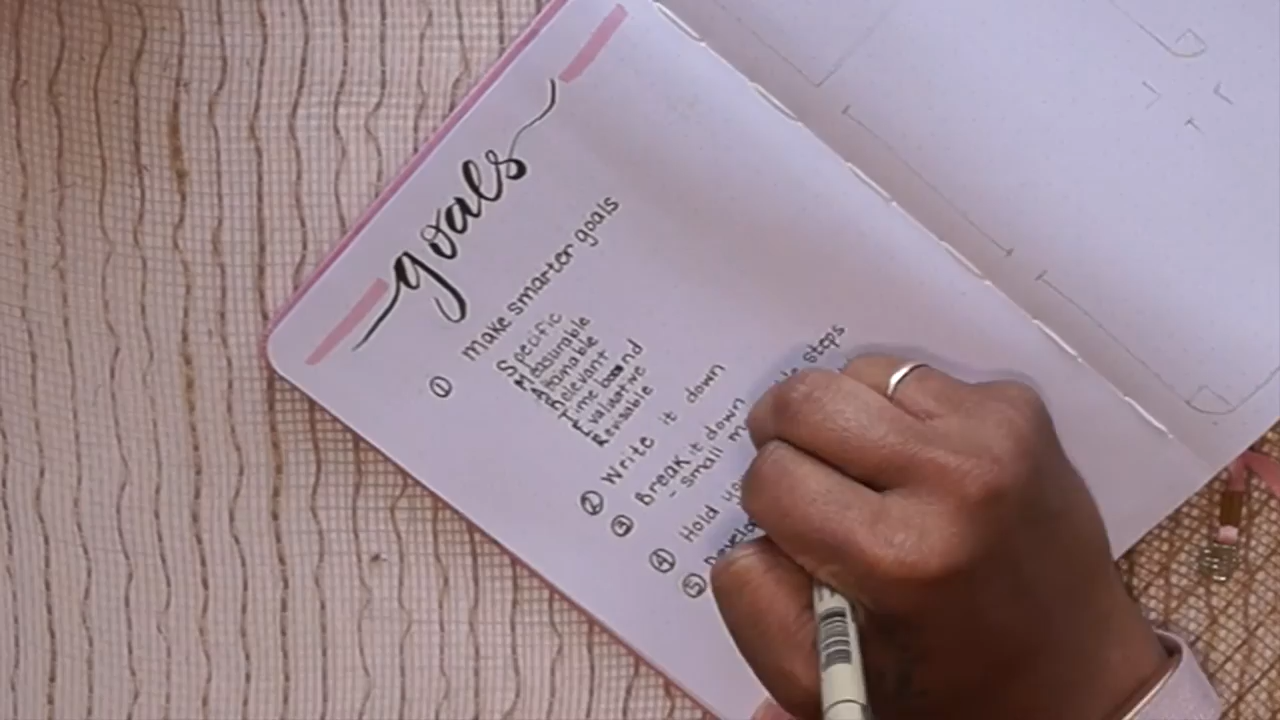 goals
① make smarter goals
Specific
Measurable
Attainable
Relevant
Time bound
Evaluative
Revisable
② Write it down
③ Break it down
- small steps
④ Hold
⑤